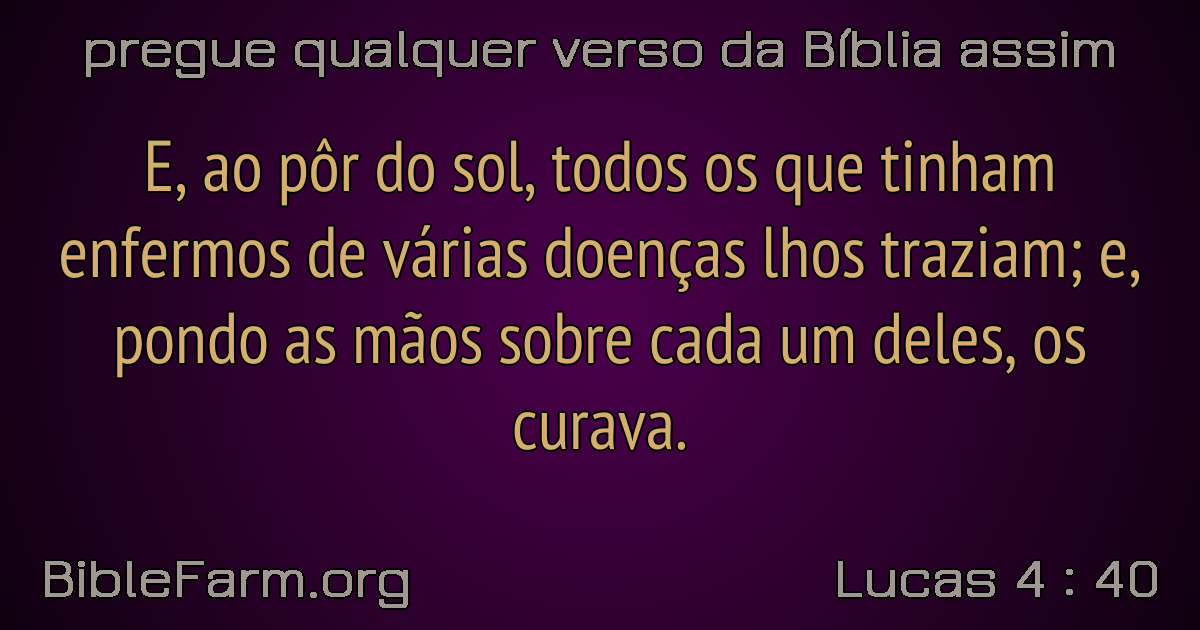 pregue qualquer verso da Bíblia assim
E, ao pôr do sol, todos os que tinham
enfermos de várias doenças lhos traziam; e,
pondo as mãos sobre cada um deles, os
curava.
BibleFarm.org
Lucas 4 : 40